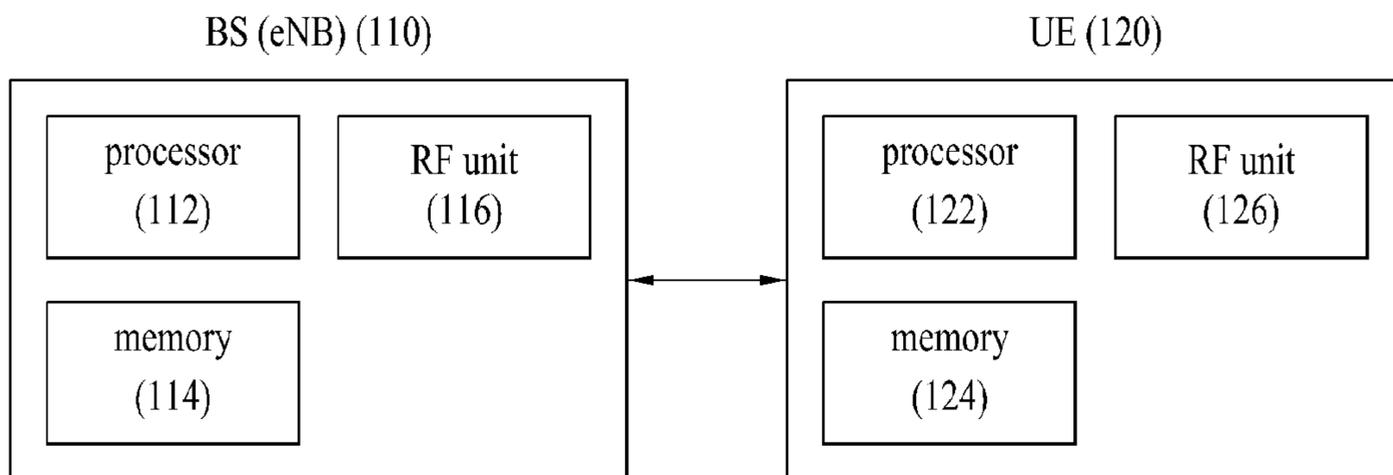 BS (eNB) (110)
processor
(112)
RF unit
(116)
memory
(114)
UE (120)
processor
(122)
RF unit
(126)
memory
(124)